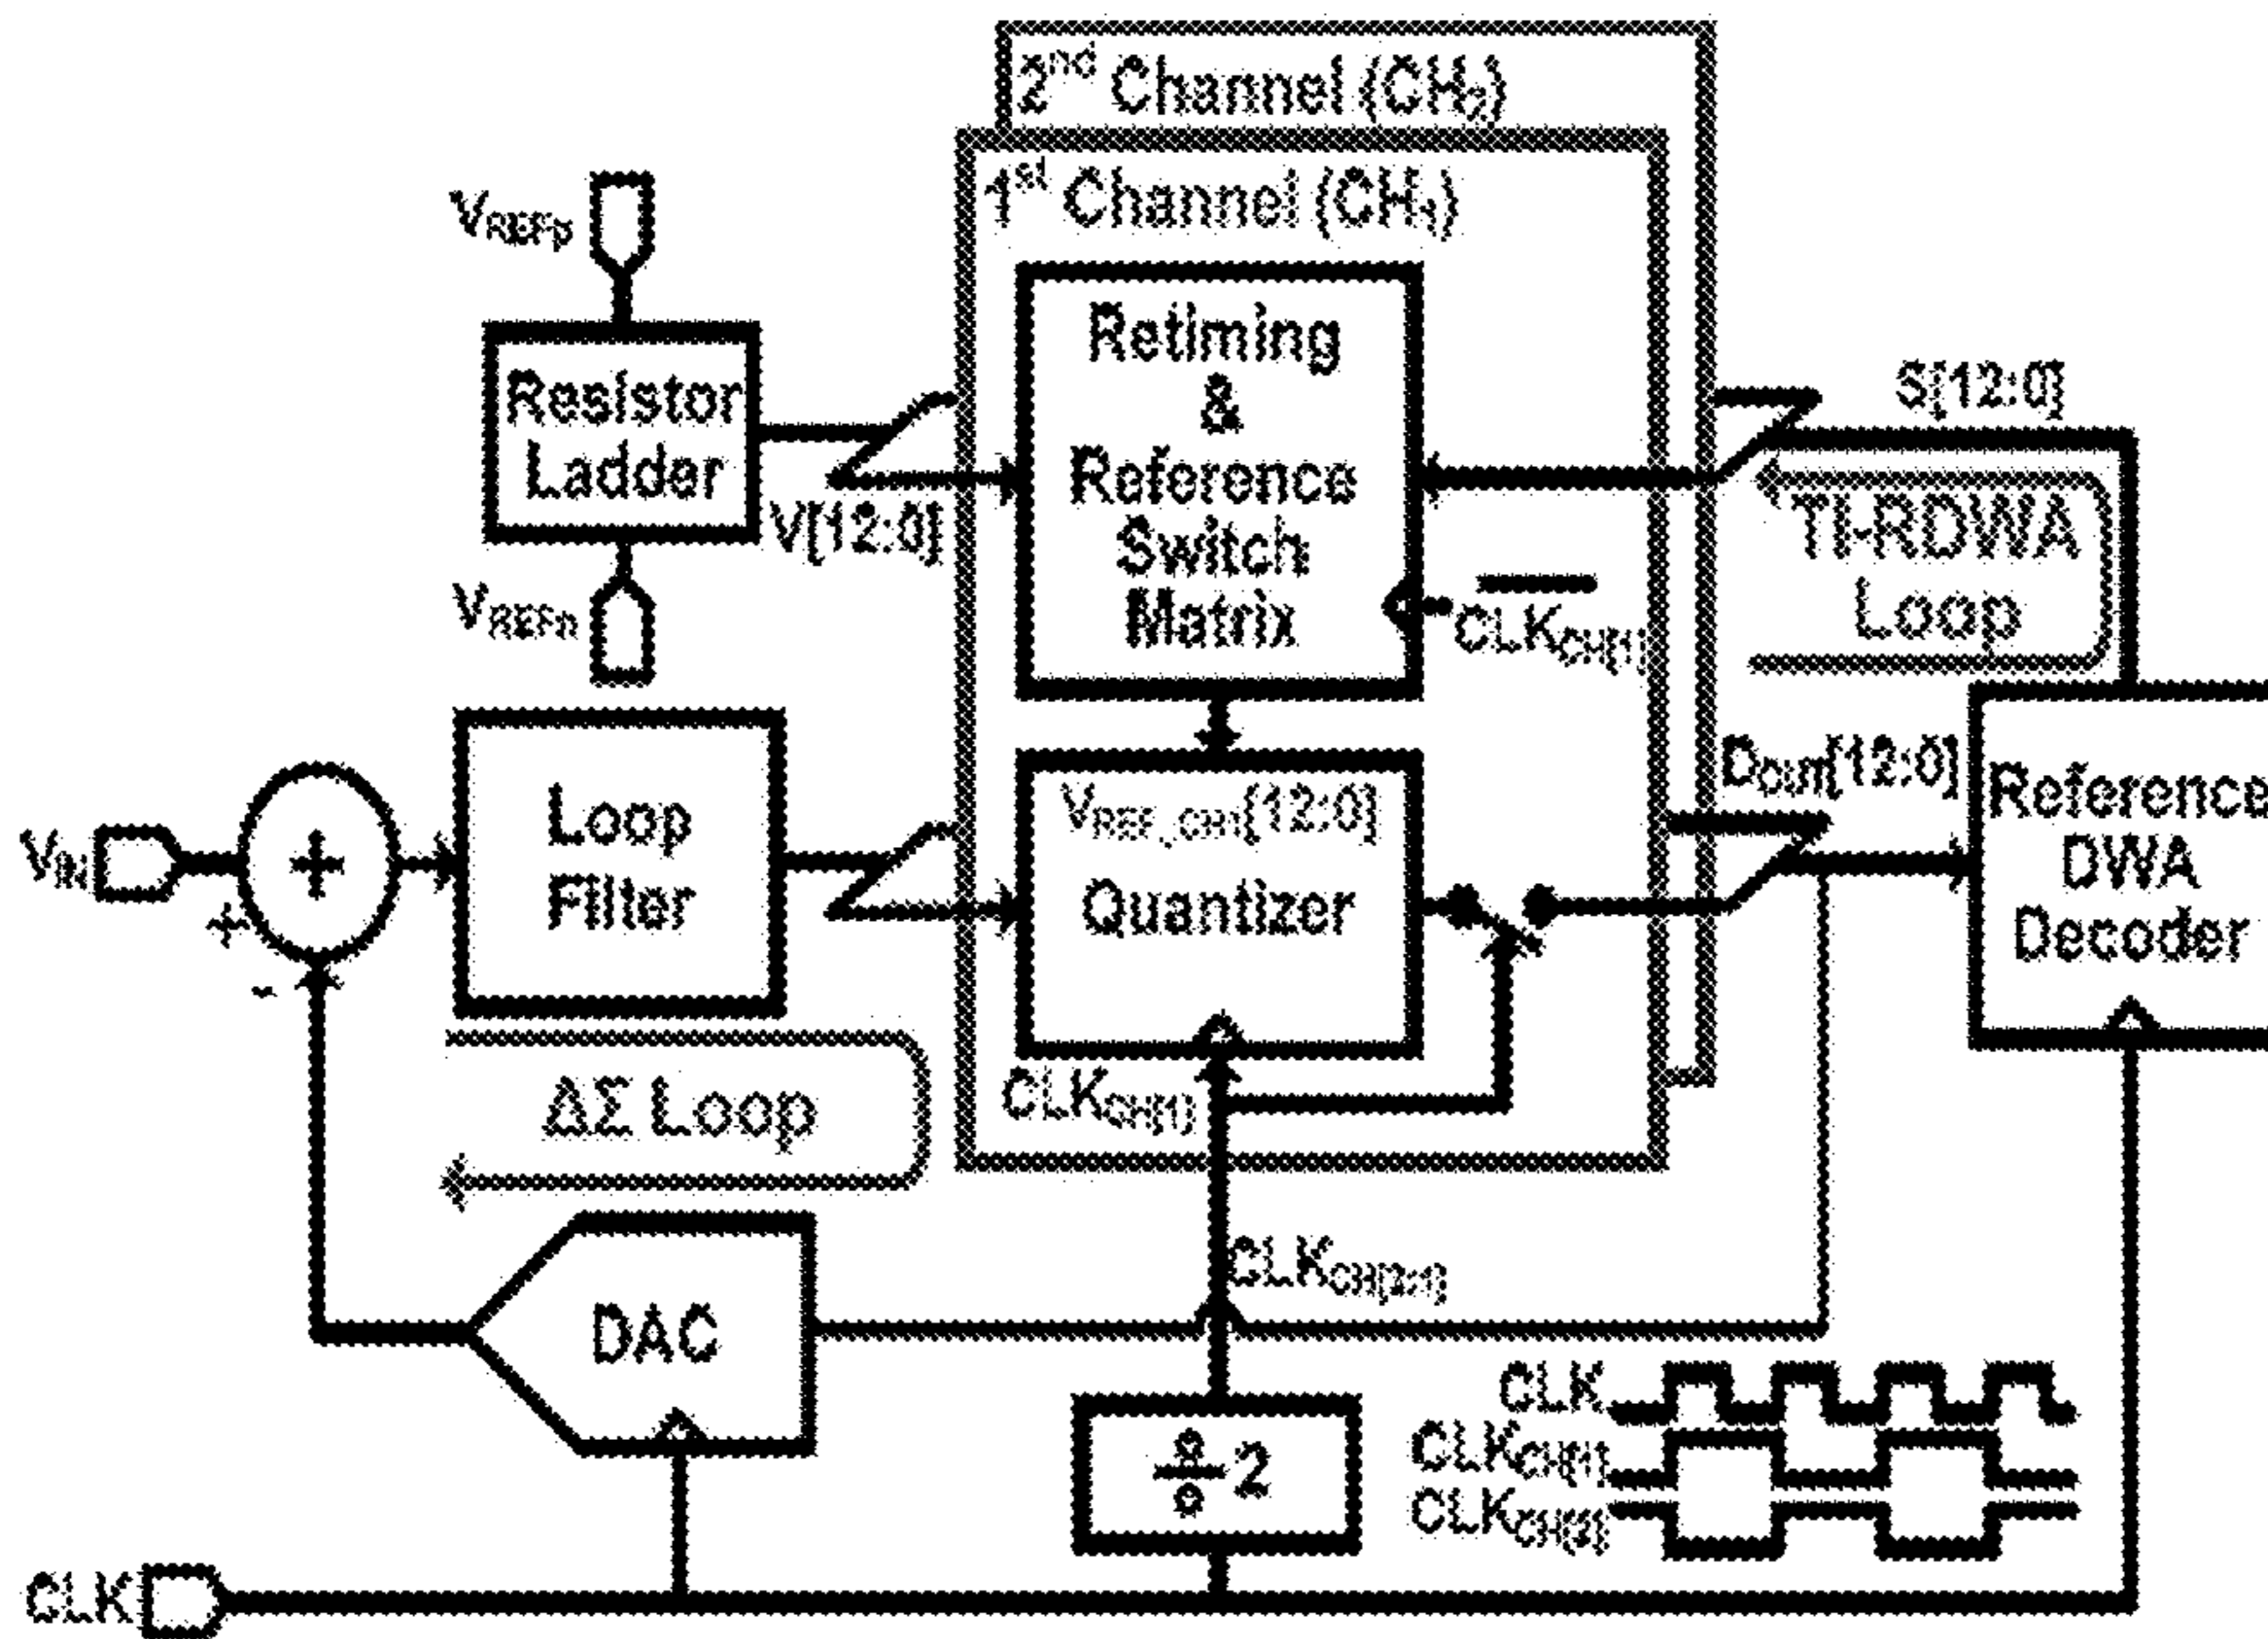 2nd Channel (CH2)
1st Channel (CH1)
VREFp
Resistor
Ladder
V[12:0]
VREFn
Retiming
&
Reference
Switch
Matrix
CLKCH[1]
S[12:0]
TI-RDWA
Loop
VIN
+
+
-
Loop
Filter
VREF_CH1[12:0]
Quantizer
DOUT[12:0]
Reference
DWA
Decoder
CLKCH[1]
ΔΣ Loop
CLKCH[2:1]
DAC
÷2
CLK
CLKCH[1]
CLKCH[2]
CLK